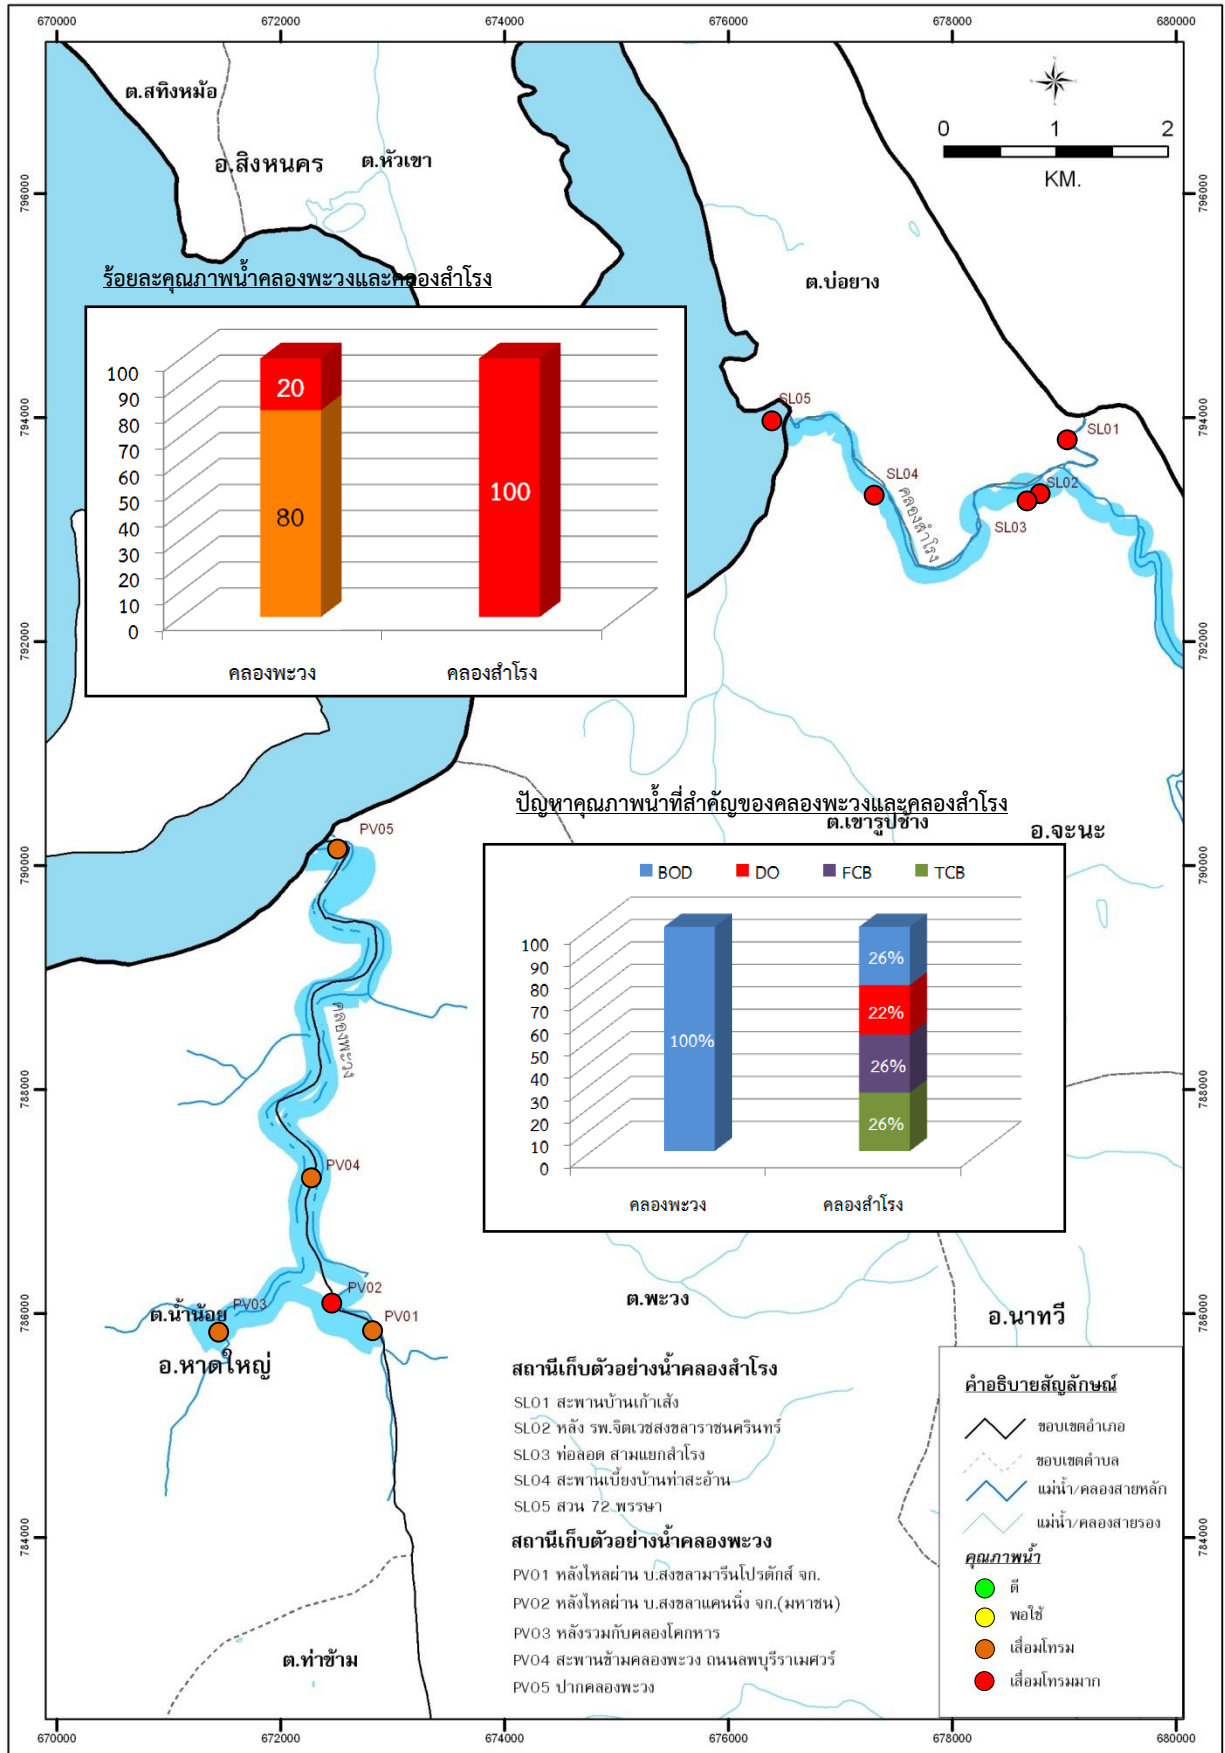 670000 672000 674000 676000 678000 680000
ต.สทิงหม้อ
อ.สิงหนคร
ต.หัวเขา
0 1 2
KM.
796000
796000
ต.บ่อยาง
ร้อยละคุณภาพน้ำคลองพะวงและคลองสำโรง
100
90
80
70
60
50
40
30
20
10
0
20
80
100
คลองพะวง
คลองสำโรง
794000
794000
SL05
SL01
SL04
SL02
SL03
คลองสำโรง
792000
792000
ปัญหาคุณภาพน้ำที่สำคัญของคลองพะวงและคลองสำโรง
ต.เขารูปช้าง
อ.จะนะ
BOD DO FCB TCB
100
90
80
70
60
50
40
30
20
10
0
100%
26%
22%
26%
26%
คลองพะวง
คลองสำโรง
790000
790000
PV05
คลองพะวง
788000
788000
PV04
PV02
PV03
PV01
786000
786000
ต.น้ำน้อย
อ.หาดใหญ่
ต.พะวง
อ.นาทวี
สถานีเก็บตัวอย่างน้ำคลองสำโรง
SL01 สะพานบ้านเก้าเส้ง
SL02 หลัง รพ.จิตเวชสงขลาราชนครินทร์
SL03 ท่อลอด สามแยกสำโรง
SL04 สะพานเบี้ยงบ้านท่าสะอ้าน
SL05 สวน 72 พรรษา
สถานีเก็บตัวอย่างน้ำคลองพะวง
PV01 หลังไหลผ่าน บ.สงขลามารีนโปรดักส์ จก.
PV02 หลังไหลผ่าน บ.สงขลาแคนนิ่ง จก.(มหาชน)
PV03 หลังรวมกับคลองโคกหาร
PV04 สะพานข้ามคลองพะวง ถนนลพบุรีราเมศวร์
PV05 ปากคลองพะวง
คำอธิบายสัญลักษณ์
ขอบเขตอำเภอ
ขอบเขตตำบล
แม่น้ำ/คลองสายหลัก
แม่น้ำ/คลองสายรอง
คุณภาพน้ำ
ดี
พอใช้
เสื่อมโทรม
เสื่อมโทรมมาก
784000
784000
ต.ท่าข้าม
670000 672000 674000 676000 678000 680000